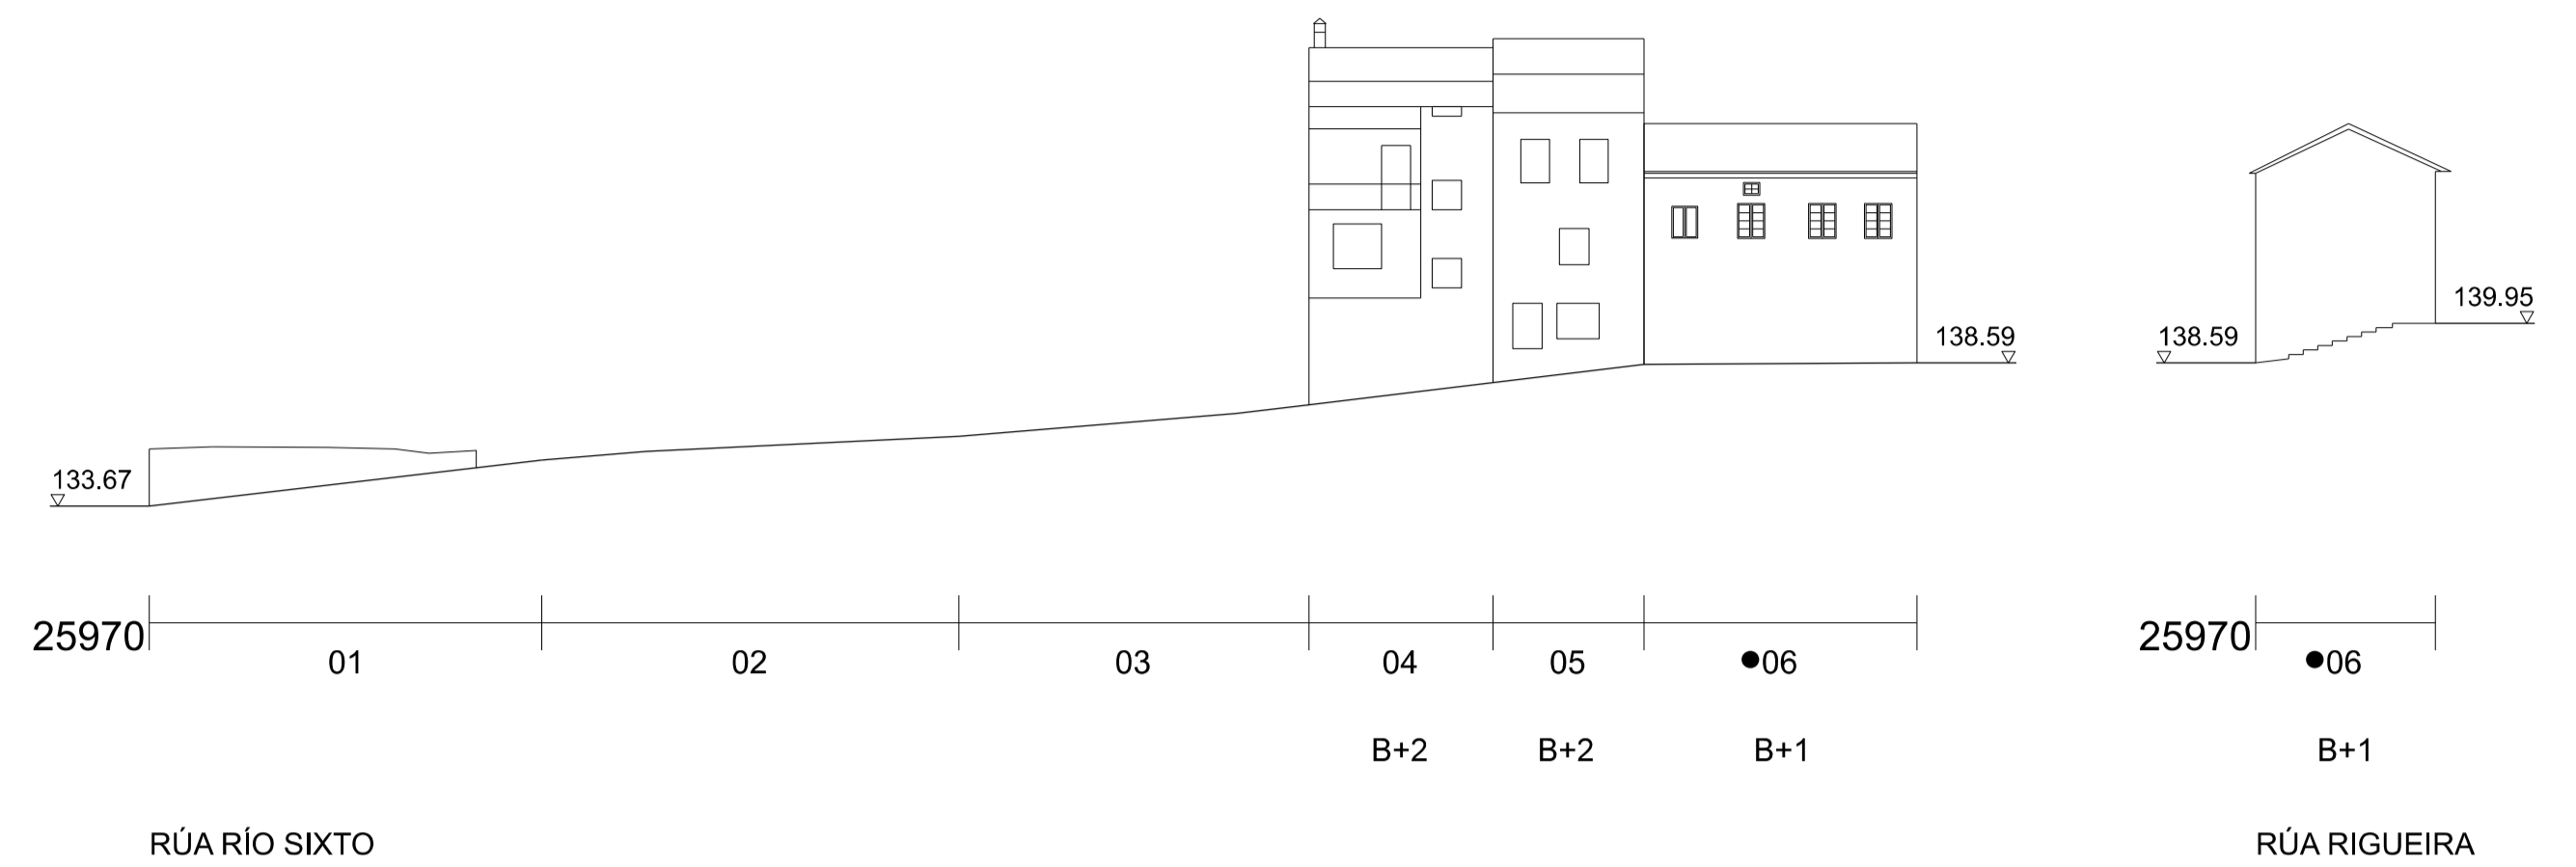 139.95
138.59
138.59
133.67
25970
25970
01
02
03
04
05
●06
●06
B+2
B+2
B+1
B+1
RÚA RÍO SIXTO
RÚA RIGUEIRA